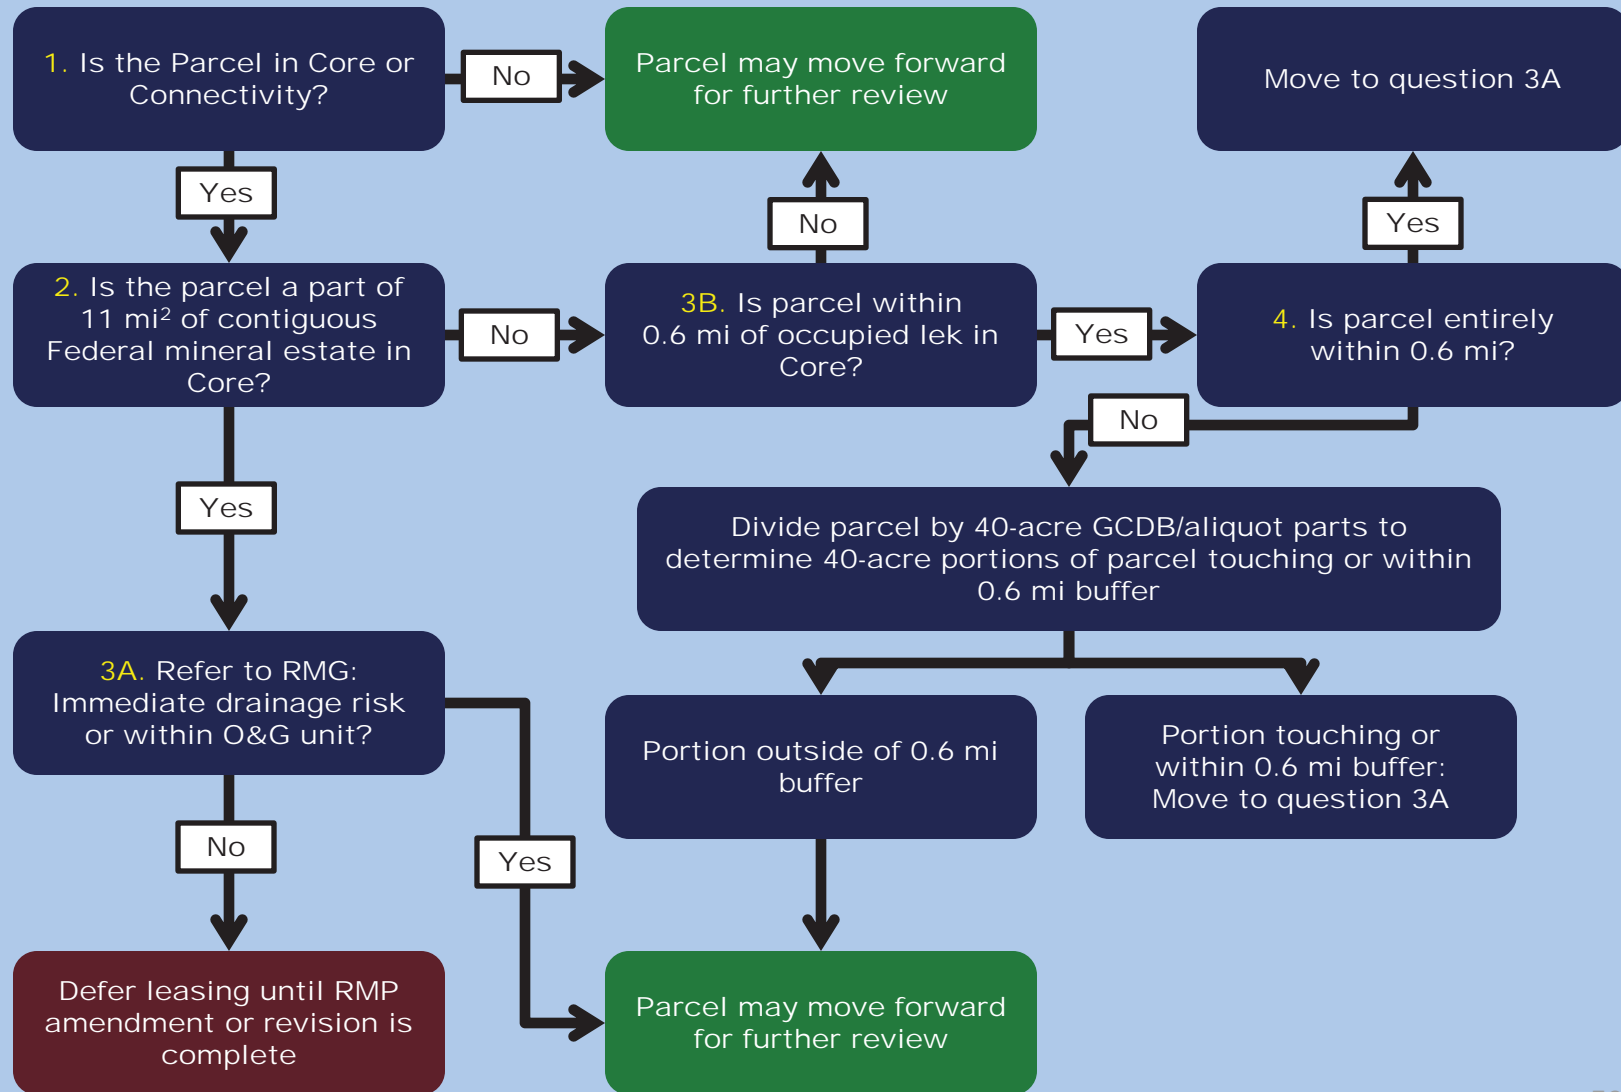 1. Is the Parcel in Core or
Connectivity?
No
Parcel may move forward
for further review
Move to question 3A
Yes
No
Yes
2. Is the parcel a part of
11 mi² of contiguous
Federal mineral estate in
Core?
No
3B. Is parcel within
0.6 mi of occupied lek in
Core?
Yes
4. Is parcel entirely
within 0.6 mi?
No
Yes
Divide parcel by 40-acre GCDB/aliquot parts to
determine 40-acre portions of parcel touching or within
0.6 mi buffer
3A. Refer to RMG:
Immediate drainage risk
or within O&G unit?
Portion outside of 0.6 mi
buffer
Portion touching or
within 0.6 mi buffer:
Move to question 3A
No
Yes
Defer leasing until RMP
amendment or revision is
complete
Parcel may move forward
for further review